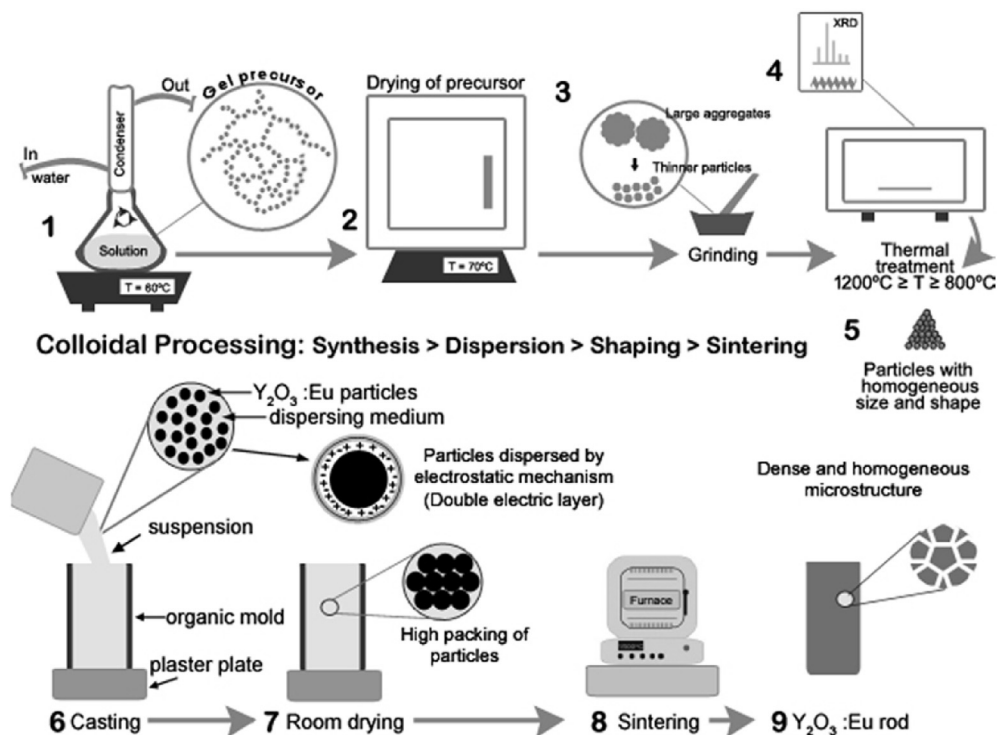 XRD
4
Out
Gel precursor
Drying of precursor
3
Large aggregates
Thinner particles
Condenser
In
water
1
Solution
T = 60ºC
2
T = 70ºC
Grinding
Thermal
treatment
1200ºC ≥ T ≥ 800ºC
Colloidal Processing: Synthesis > Dispersion > Shaping > Sintering
5
Particles with
homogeneous
size and shape
Y₂O₃ :Eu particles
dispersing medium
Particles dispersed by
electrostatic mechanism
(Double electric layer)
Dense and homogeneous
microstructure
suspension
organic mold
plaster plate
High packing of
particles
Furnace
6 Casting
7 Room drying
8 Sintering
9 Y₂O₃ :Eu rod